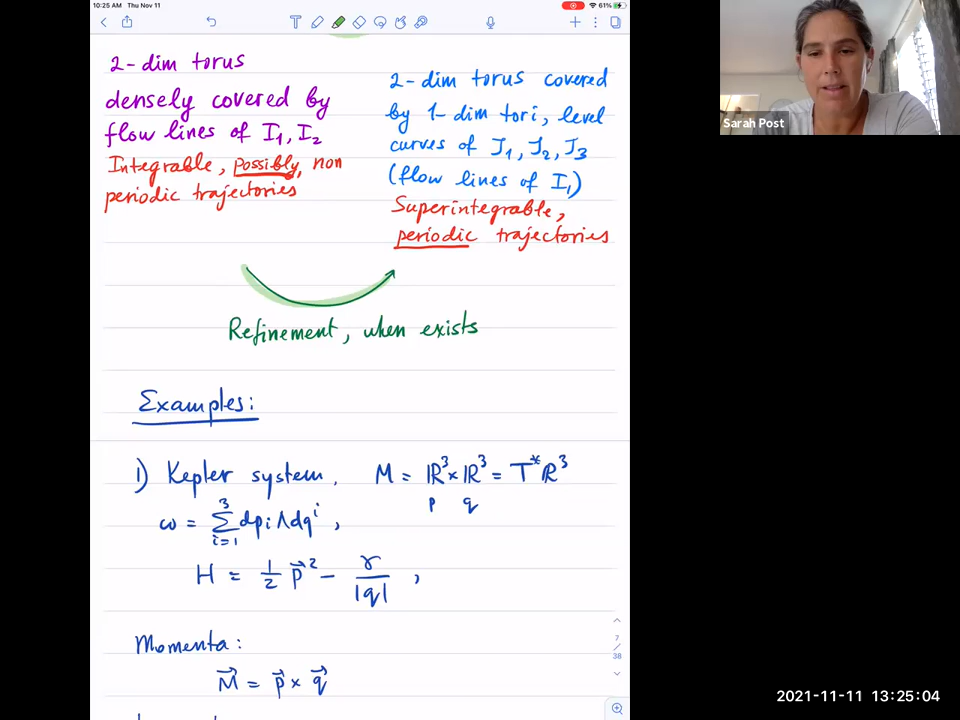 10:25 AM Thu Nov 11
61%
2-dim torus
densely covered by
flow lines of I₁, I₂
Integrable, possibly, non
periodic trajectories
2-dim torus covered
by 1-dim tori, level
curves of J₁, J₂, J₃
(flow lines of I₁)
Superintegrable,
periodic trajectories
Refinement, when exists
Examples:
1) Kepler system, M = ℝ³ × ℝ³ = T*ℝ³
p q
ω = Σ³ᵢ₌₁ dpᵢ ∧ dqⁱ,
H = 1/2 p⃗² − γ/|q|,
Momenta:
M⃗ = p⃗ × q⃗
7
/
38
Sarah Post
2021-11-11 13:25:04